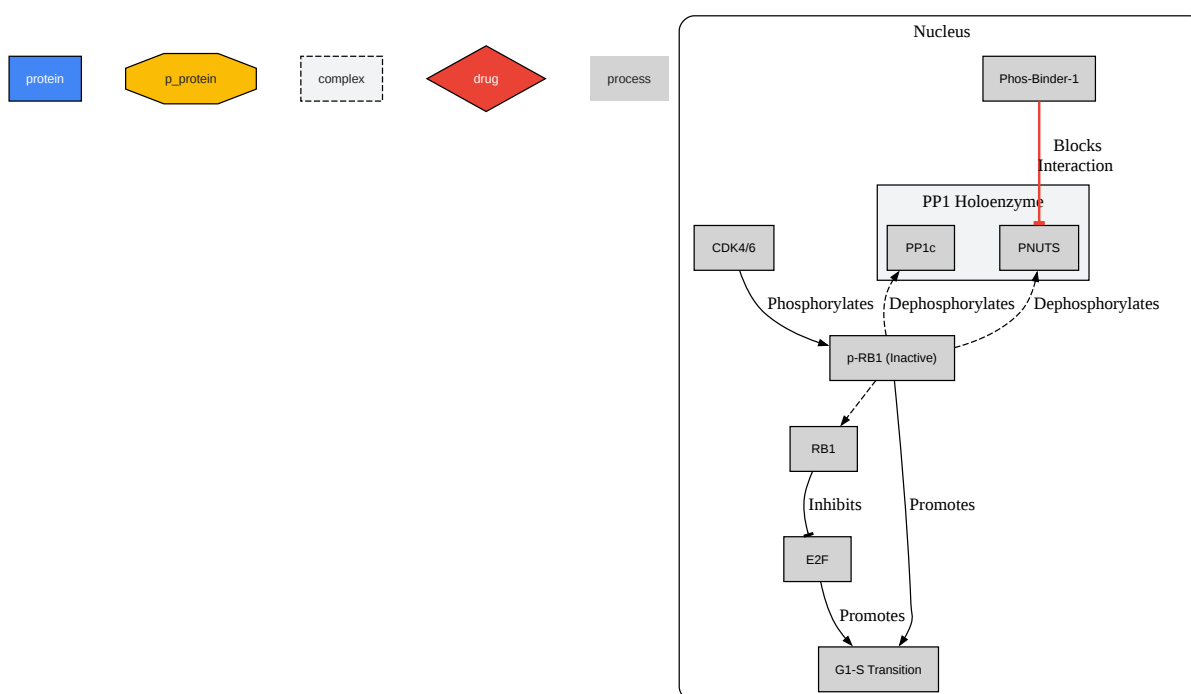 Nucleus
protein
p_protein
complex
drug
process
Phos-Binder-1
Blocks
Interaction
PP1 Holoenzyme
CDK4/6
PP1c
PNUTS
Phosphorylates
Dephosphorylates
Dephosphorylates
p-RB1 (Inactive)
RB1
Inhibits
Promotes
E2F
Promotes
G1-S Transition